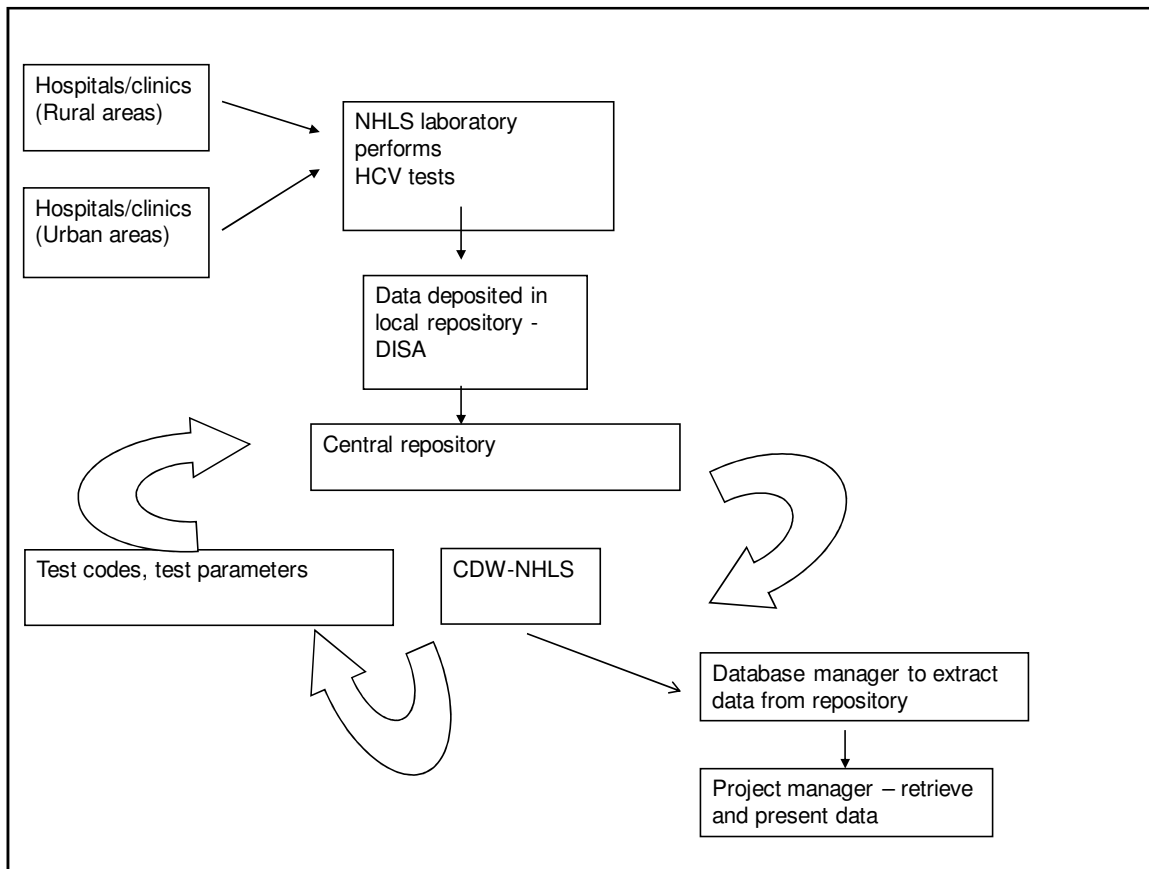 Hospitals/clinics
(Rural areas)
NHLS laboratory
performs
HCV tests
Hospitals/clinics
(Urban areas)
Data deposited in
local repository -
DISA
Central repository
Test codes, test parameters
CDW-NHLS
Database manager to extract
data from repository
Project manager – retrieve
and present data